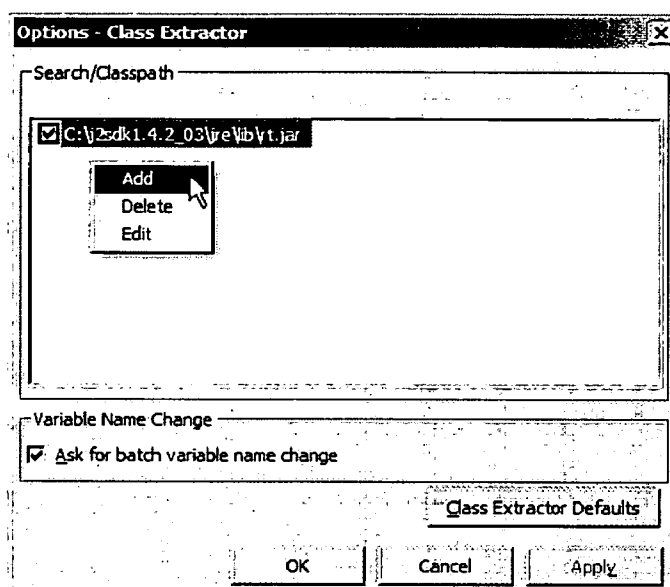 Options - Class Extractor
Search/Classpath
C:\j2sdk1.4.2_03\jre\lib\rt.jar
Add
Delete
Edit
Variable Name Change
Ask for batch variable name change
Class Extractor Defaults
OK
Cancel
Apply